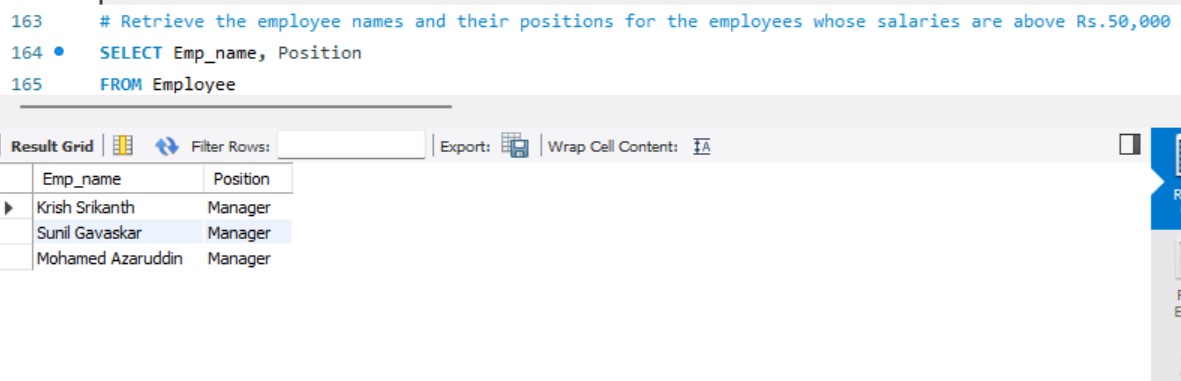 163 # Retrieve the employee names and their positions for the employees whose salaries are above Rs.50,000
164 SELECT Emp_name, Position
165 FROM Employee
Result Grid Filter Rows: Export: Wrap Cell Content:
Emp_name Position
Krish Srikanth Manager
Sunil Gavaskar Manager
Mohamed Azaruddin Manager